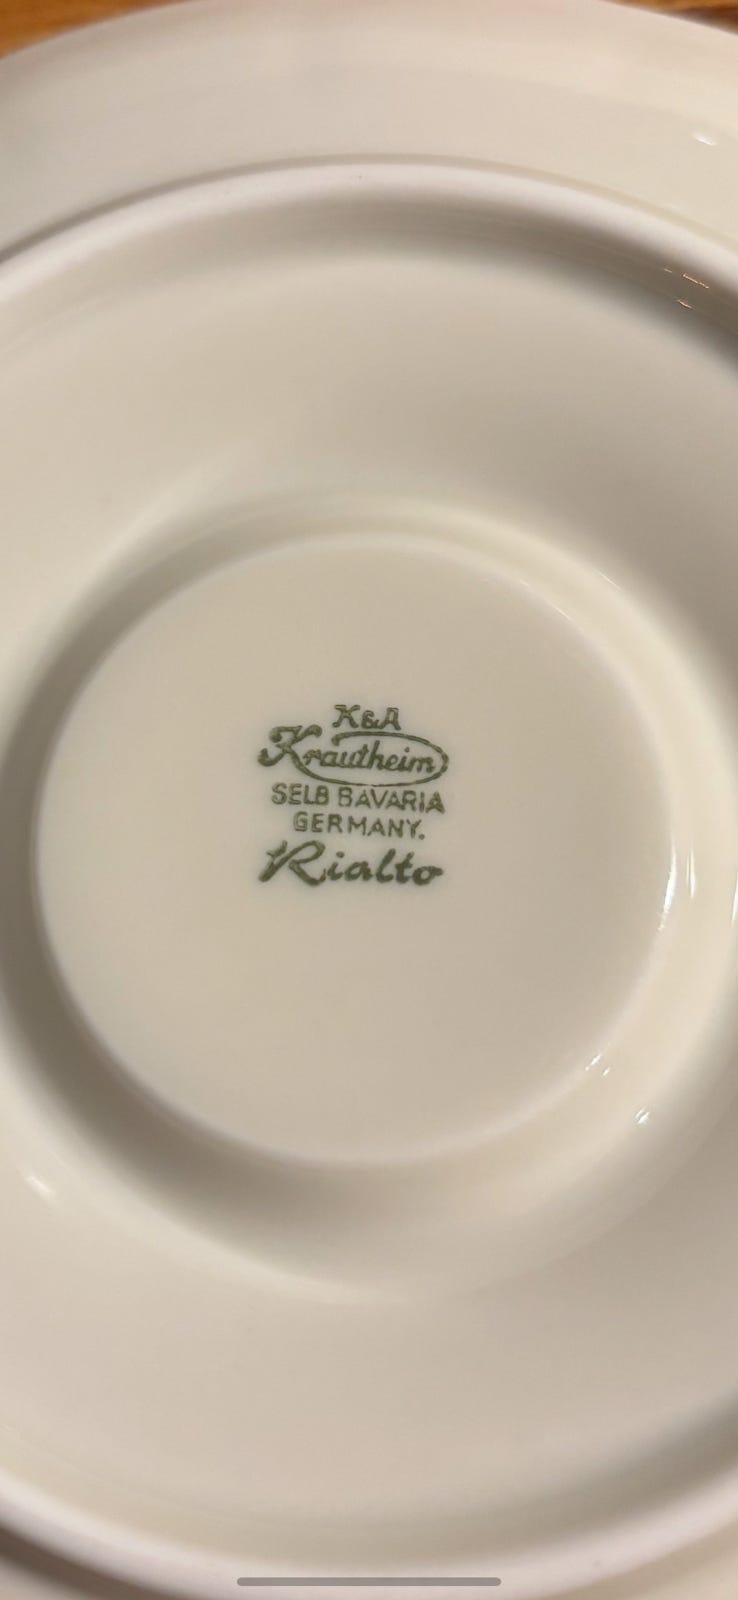 K&A
Krautheim
SELB BAVARIA
GERMANY.
Rialto